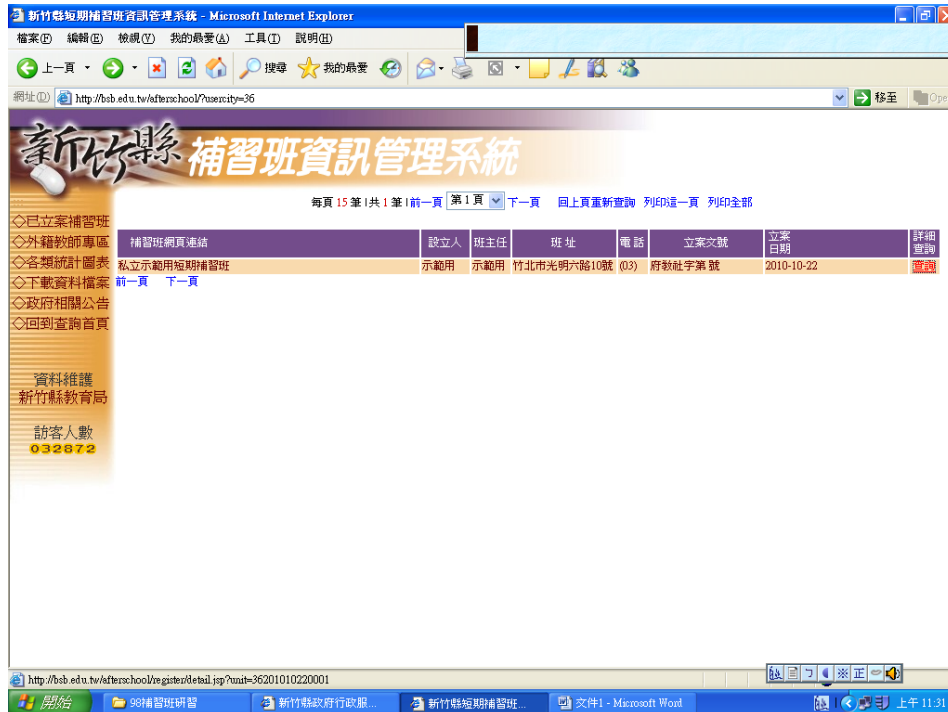 新竹縣短期補習班資訊管理系統 - Microsoft Internet Explorer
檔案(F) 編輯(E) 檢視(V) 我的最愛(A) 工具(T) 說明(H)
上一頁 搜尋 我的最愛
網址(D) http://bsb.edu.tw/afterschool/?usercity=36 移至 Ope
新竹縣 補習班資訊管理系統
每頁 15 筆 | 共 1 筆 | 前一頁 第 1 頁 下一頁 回上頁重新查詢 列印這一頁 列印全部
◇已立案補習班
◇外籍教師專區
◇各類統計圖表
◇下載資料檔案
◇政府相關公告
◇回到查詢首頁
資料維護
新竹縣教育局
訪客人數
032872
補習班網頁連結 設立人 班主任 班 址 電 話 立案文號 立案日期 詳細查詢
私立示範用短期補習班 示範用 示範用 竹北市光明六路10號 (03) 府教社字第 號 2010-10-22 查詢
前一頁 下一頁
http://bsb.edu.tw/afterschool/register/detail.jsp?unit=362010102200001
開始 98補習班研習 新竹縣政府行政服... 新竹縣短期補習班... 文件1 - Microsoft Word 上午 11:31